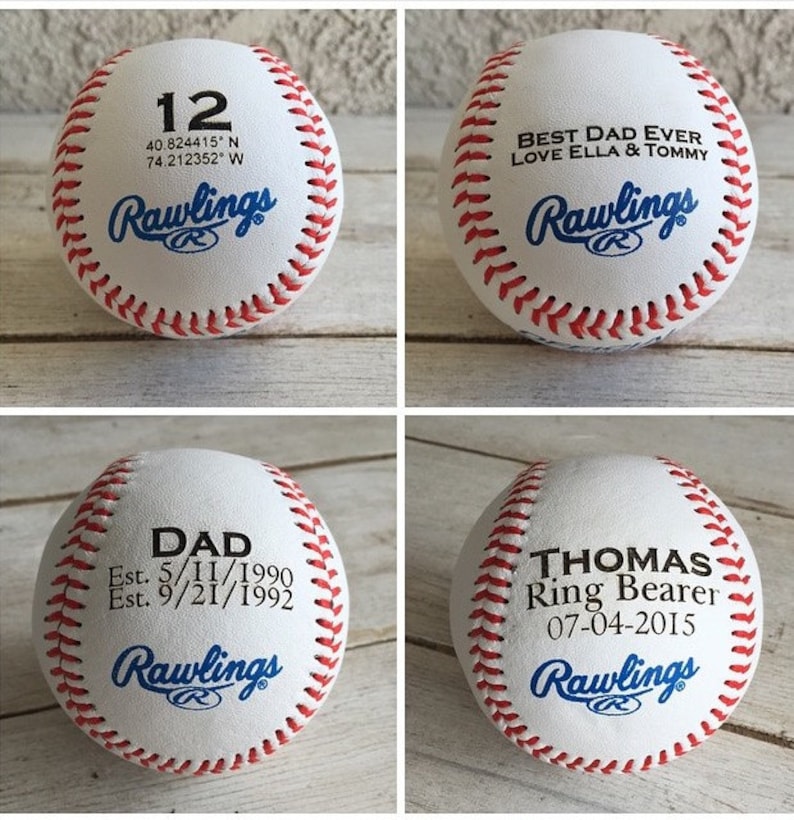 12
40.824415° N
74.212352° W
Rawlings®
R
BEST DAD EVER
LOVE ELLA & TOMMY
Rawlings®
R
DAD
Est. 5/11/1990
Est. 9/21/1992
Rawlings®
R
THOMAS
Ring Bearer
07-04-2015
Rawlings®
R